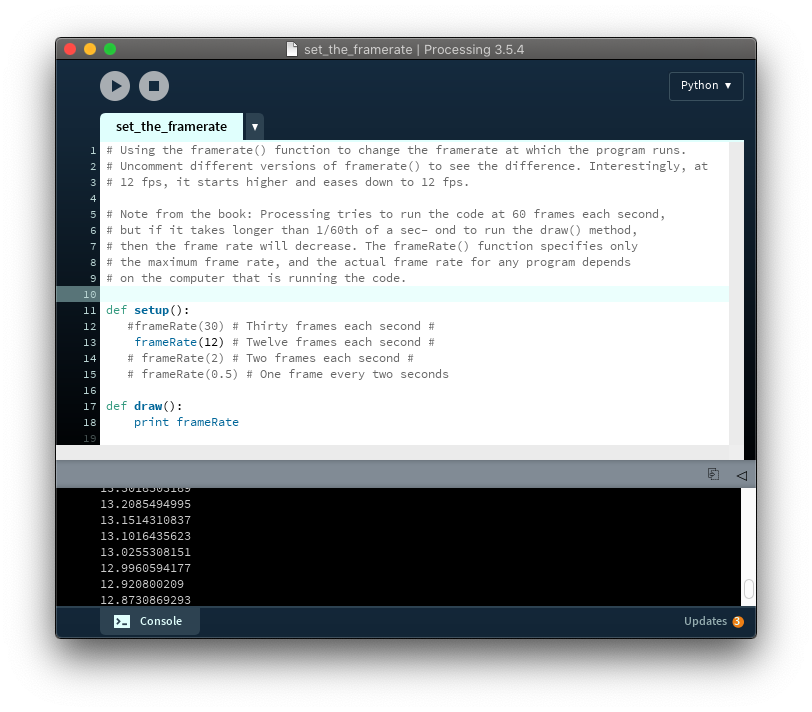 set_the_framerate | Processing 3.5.4
Python ▾
set_the_framerate ▾
1 # Using the framerate() function to change the framerate at which the program runs.
2 # Uncomment different versions of framerate() to see the difference. Interestingly, at
3 # 12 fps, it starts higher and eases down to 12 fps.
4
5 # Note from the book: Processing tries to run the code at 60 frames each second,
6 # but if it takes longer than 1/60th of a sec– ond to run the draw() method,
7 # then the frame rate will decrease. The frameRate() function specifies only
8 # the maximum frame rate, and the actual frame rate for any program depends
9 # on the computer that is running the code.
10
11 def setup():
12 #frameRate(30) # Thirty frames each second #
13 frameRate(12) # Twelve frames each second #
14 # frameRate(2) # Two frames each second #
15 # frameRate(0.5) # One frame every two seconds
16
17 def draw():
18 print frameRate
19
13.2085494995
13.1514310837
13.1016435623
13.0255308151
12.9960594177
12.920800209
12.8730869293
Console
Updates 3